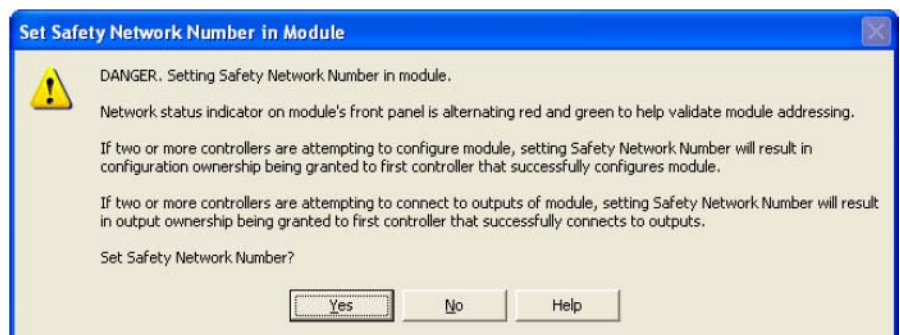 Set Safety Network Number in Module
DANGER. Setting Safety Network Number in module.
Network status indicator on module's front panel is alternating red and green to help validate module addressing.
If two or more controllers are attempting to configure module, setting Safety Network Number will result in
configuration ownership being granted to first controller that successfully configures module.
If two or more controllers are attempting to connect to outputs of module, setting Safety Network Number will result
in output ownership being granted to first controller that successfully connects to outputs.
Set Safety Network Number?
Yes No Help